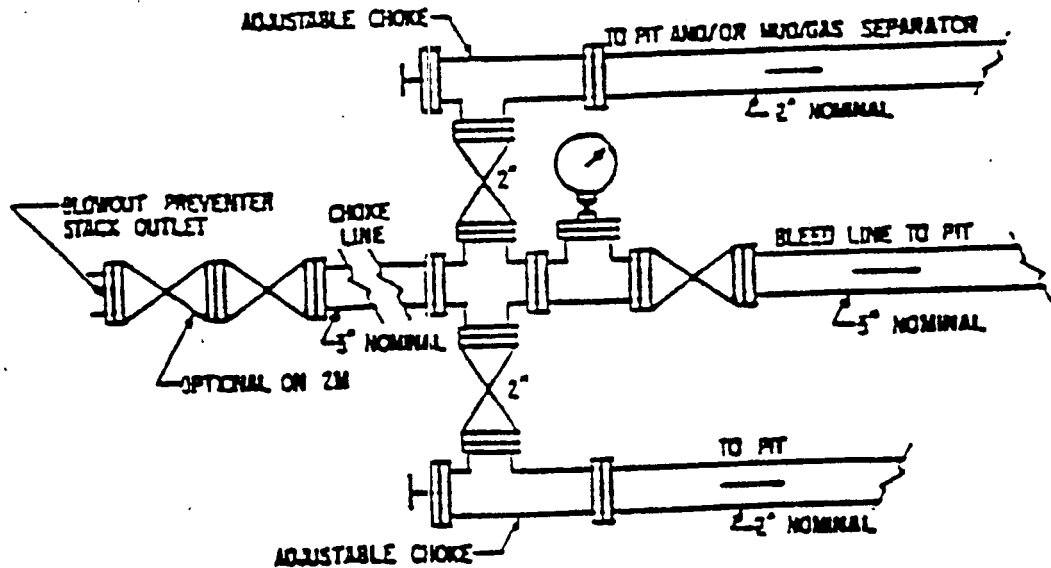 ADJUSTABLE CHOKE
TO PIT AND/OR MUD/GAS SEPARATOR
2" NOMINAL
2"
BLOWOUT PREVENTER
STACK OUTLET
CHOKE
LINE
BLEED LINE TO PIT
3" NOMINAL
3" NOMINAL
OPTIONAL ON 2M
2"
TO PIT
2" NOMINAL
ADJUSTABLE CHOKE